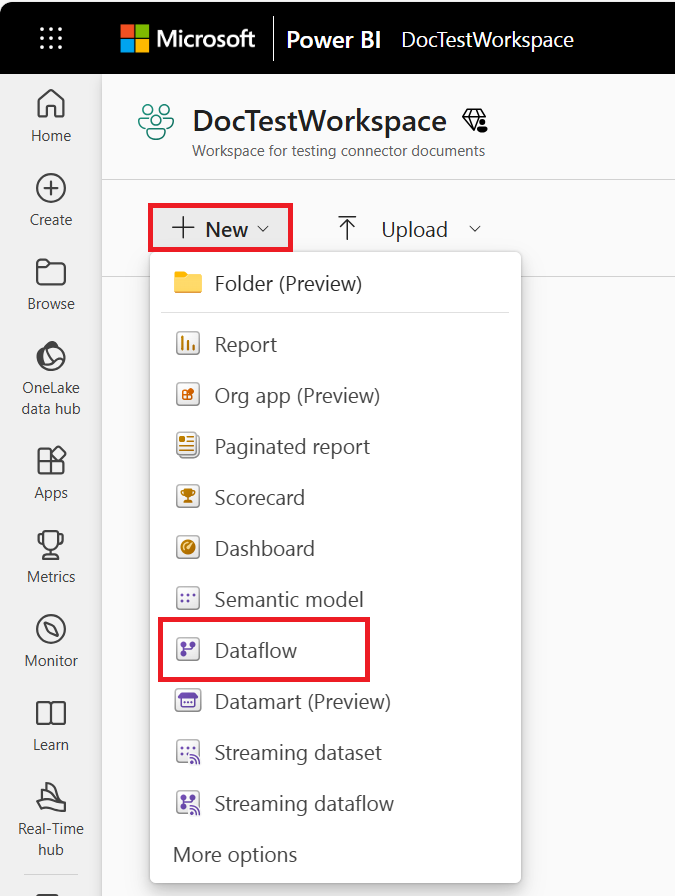 Microsoft Power BI DocTestWorkspace
Home
Create
Browse
OneLake
data hub
Apps
Metrics
Monitor
Learn
Real-Time
hub
DocTestWorkspace
Workspace for testing connector documents
New Upload
Folder (Preview)
Report
Org app (Preview)
Paginated report
Scorecard
Dashboard
Semantic model
Dataflow
Datamart (Preview)
Streaming dataset
Streaming dataflow
More options